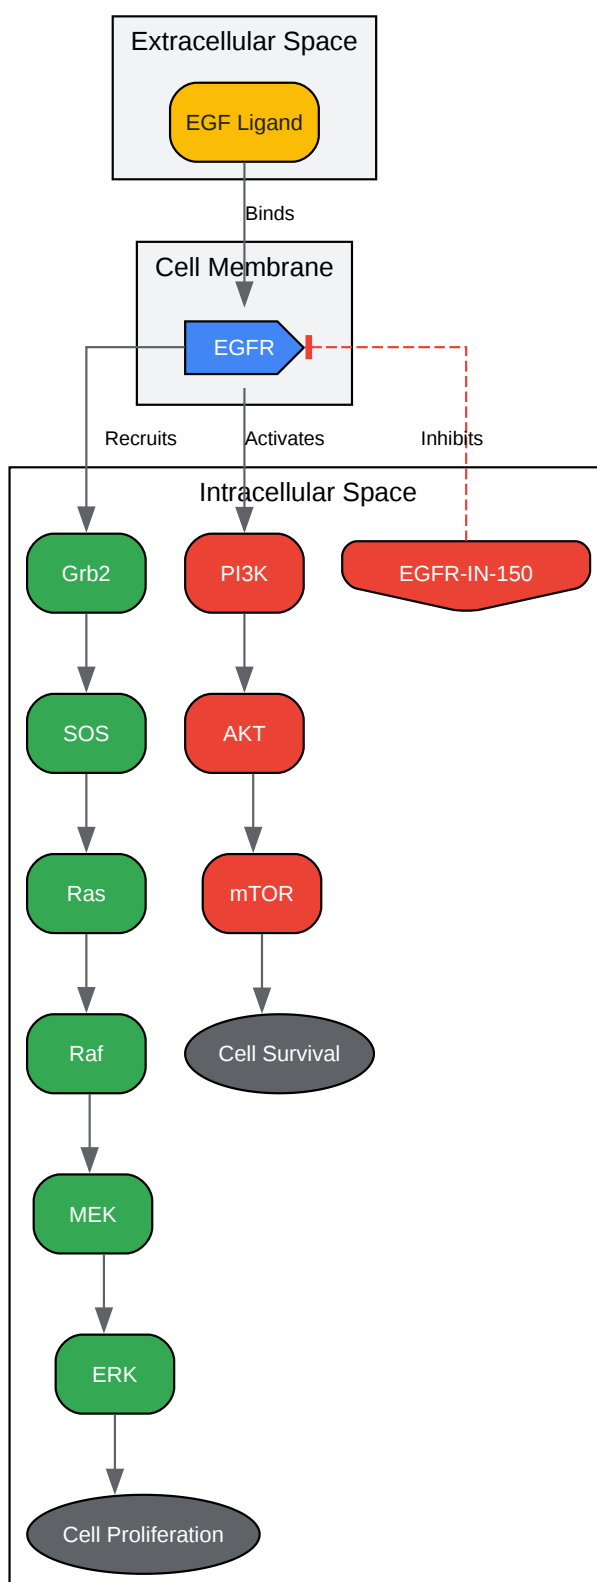 Extracellular Space
EGF Ligand
Binds
Cell Membrane
EGFR
Recruits
Activates
Inhibits
Intracellular Space
Grb2
PI3K
EGFR-IN-150
SOS
AKT
Ras
mTOR
Raf
Cell Survival
MEK
ERK
Cell Proliferation